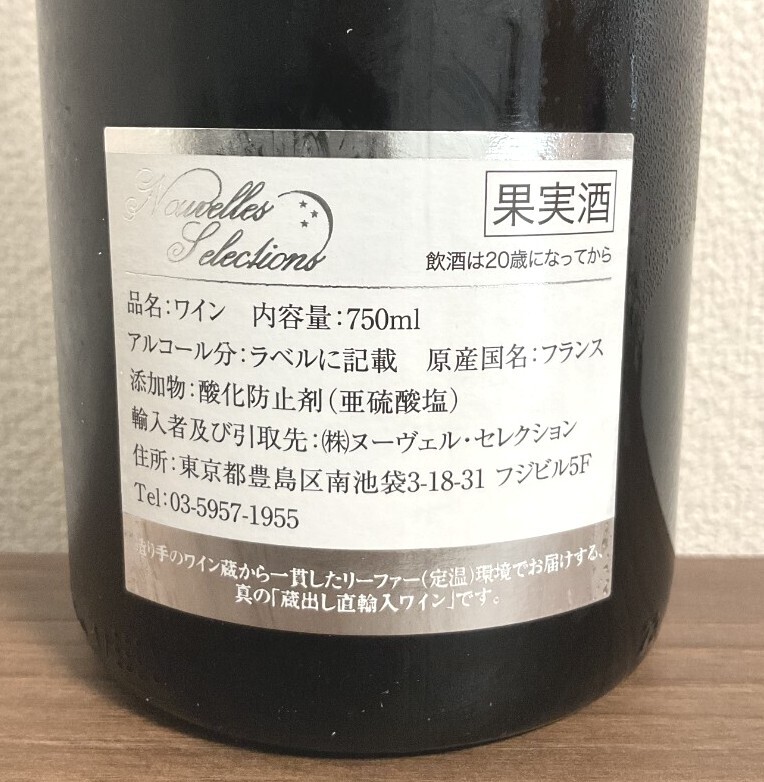 Nouvelles
Selections
果実酒
飲酒は20歳になってから
品名:ワイン 内容量:750ml
アルコール分:ラベルに記載 原産国名:フランス
添加物:酸化防止剤(亜硫酸塩)
輸入者及び引取先:㈱ヌーヴェル・セレクション
住所:東京都豊島区南池袋3-18-31 フジビル5F
Tel:03-5957-1955
造り手のワイン蔵から一貫したリーファー(定温)環境でお届けする、
真の「蔵出し直輸入ワイン」です。